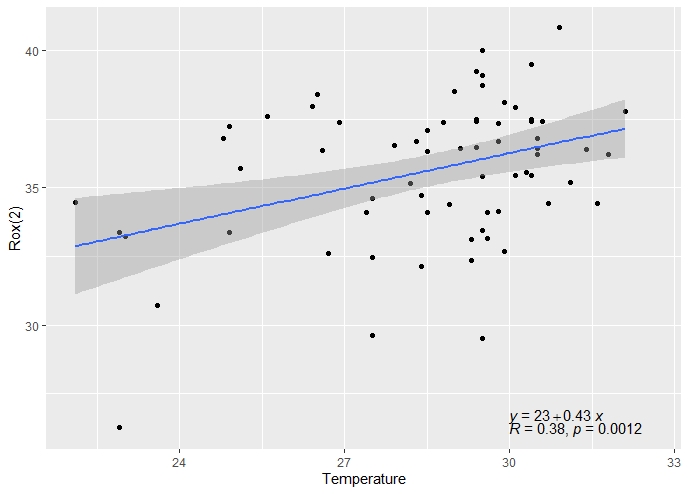 40
35
30
Rox(2)
y = 23 + 0.43 x
R = 0.38, p = 0.0012
24 27 30 33
Temperature